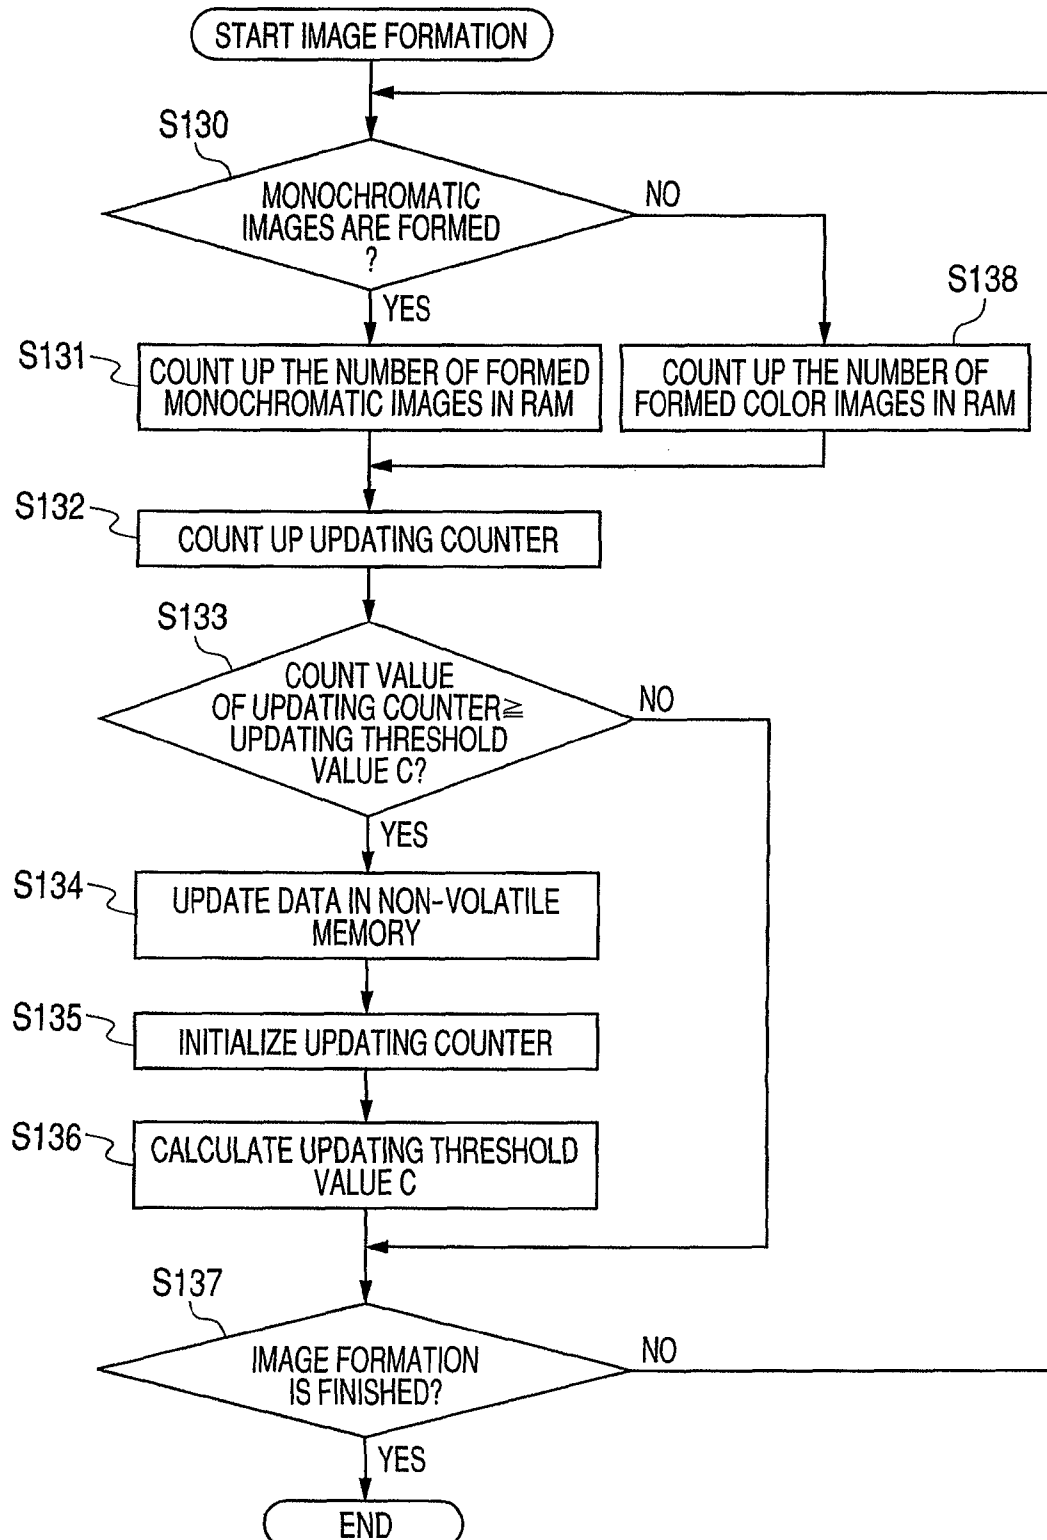 START IMAGE FORMATION
S130
MONOCHROMATIC
IMAGES ARE FORMED
?
NO
YES
S138
S131
COUNT UP THE NUMBER OF FORMED
MONOCHROMATIC IMAGES IN RAM
COUNT UP THE NUMBER OF
FORMED COLOR IMAGES IN RAM
S132
COUNT UP UPDATING COUNTER
S133
COUNT VALUE
OF UPDATING COUNTER≧
UPDATING THRESHOLD
VALUE C?
NO
YES
S134
UPDATE DATA IN NON-VOLATILE
MEMORY
S135
INITIALIZE UPDATING COUNTER
S136
CALCULATE UPDATING THRESHOLD
VALUE C
S137
IMAGE FORMATION
IS FINISHED?
NO
YES
END